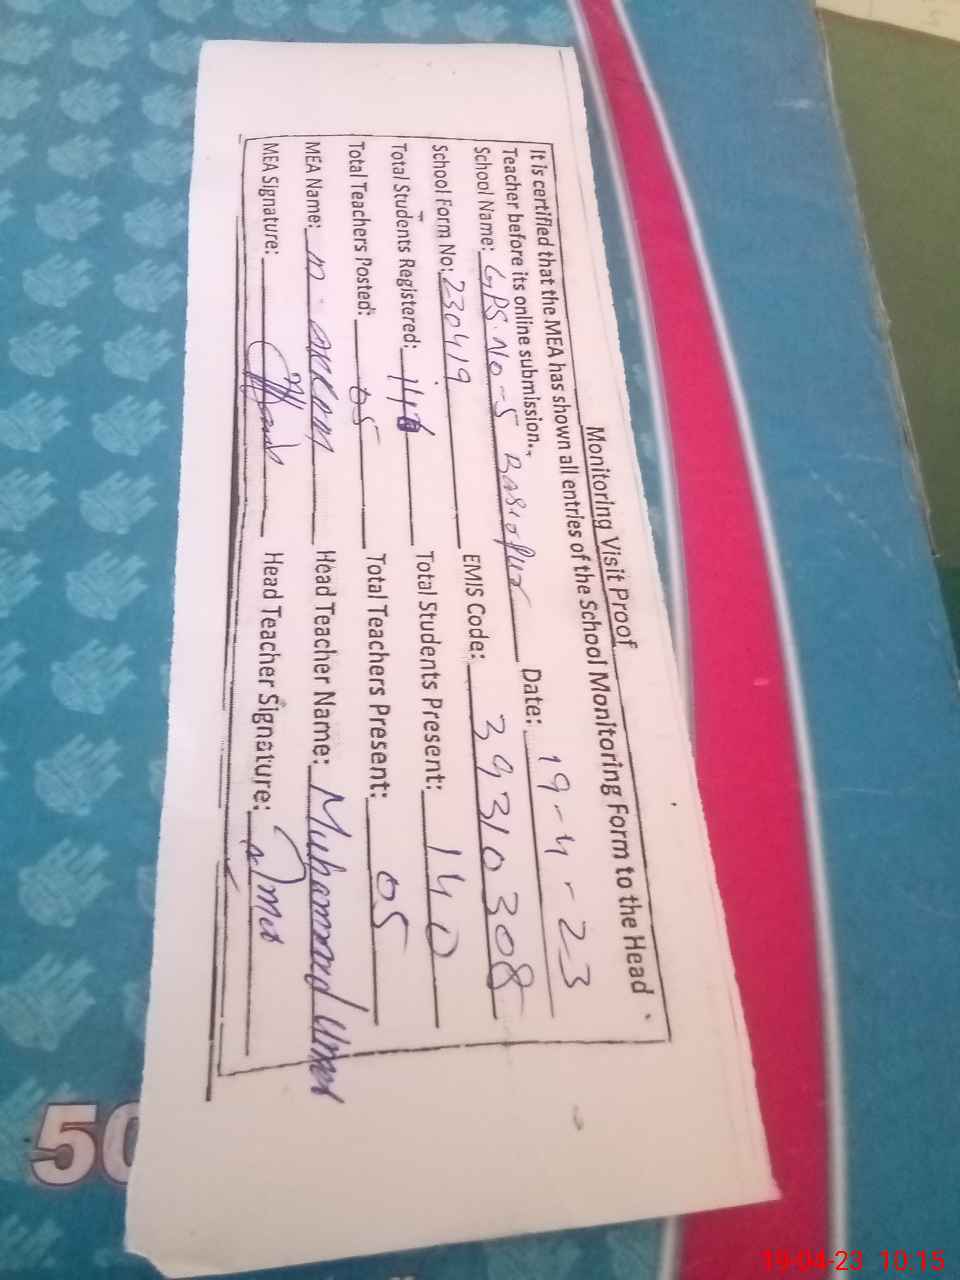 Monitoring Visit Proof
It is certified that the MEA has shown all entries of the School Monitoring Form to the Head
Teacher before its online submission.. Date: 19-4-23
School Name: GPS. No-5 EMIS Code: 39310308
School Form No: 230419 Total Students Present: 140
Total Students Registered: Total Teachers Present: 05
Total Teachers Posted: 05 Head Teacher Name: Muhammad Umer
MEA Name: M. akram Head Teacher Signature:
MEA Signature:
50
19-04-23 10:15